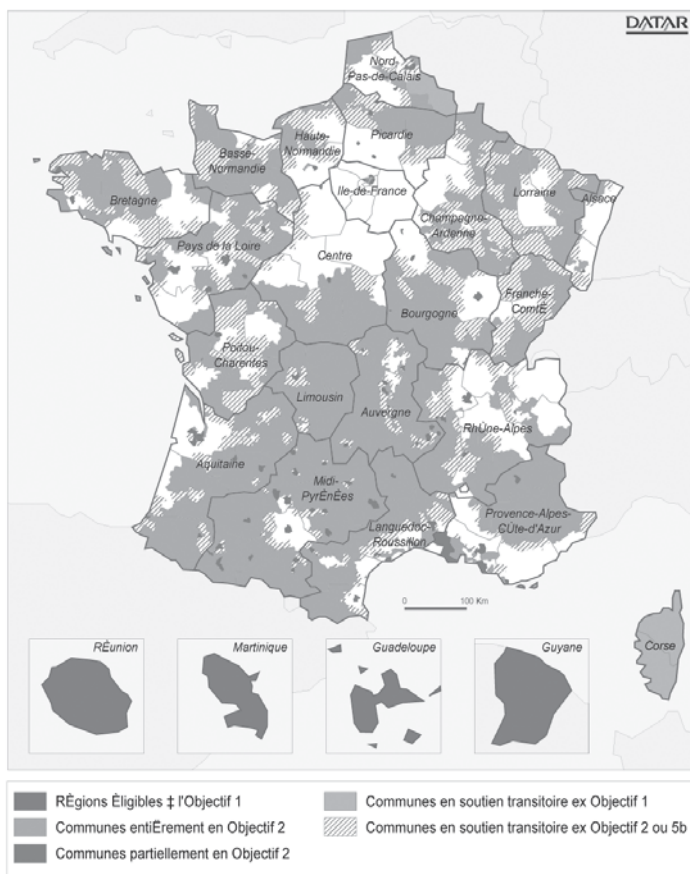 DATAR
Nord-
Pas-de-Calais
Haute-
Normandie
Picardie
Basse-
Normandie
Ile-de-France
Lorraine
Alsace
Bretagne
Champagne-
Ardenne
Pays de la Loire
Centre
Bourgogne
Franche-
ComtÈ
Poitou-
Charentes
Limousin
Auvergne
RhÙne-Alpes
Aquitaine
Midi-
PyrÈnÈes
Provence-Alpes-
CÙte-d'Azur
Languedoc-
Roussillon
0 100 Km
Corse
RÈunion
Martinique
Guadeloupe
Guyane
RÈgions Èligibles ‡ l'Objectif 1
Communes entiËrement en Objectif 2
Communes partiellement en Objectif 2
Communes en soutien transitoire ex Objectif 1
Communes en soutien transitoire ex Objectif 2 ou 5b